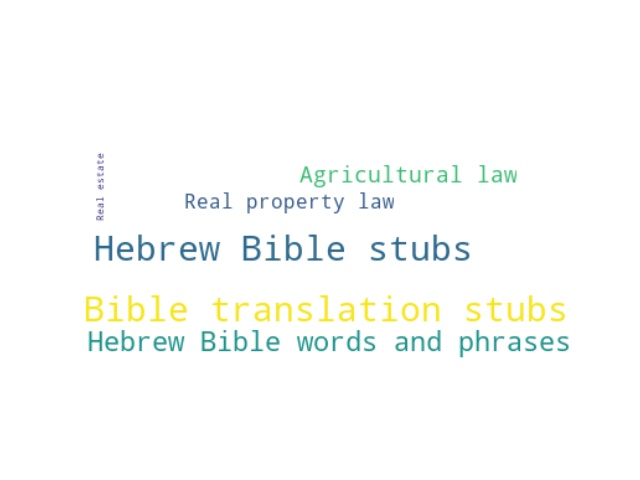 Real estate
Agricultural law
Real property law
Hebrew Bible stubs
Bible translation stubs
Hebrew Bible words and phrases